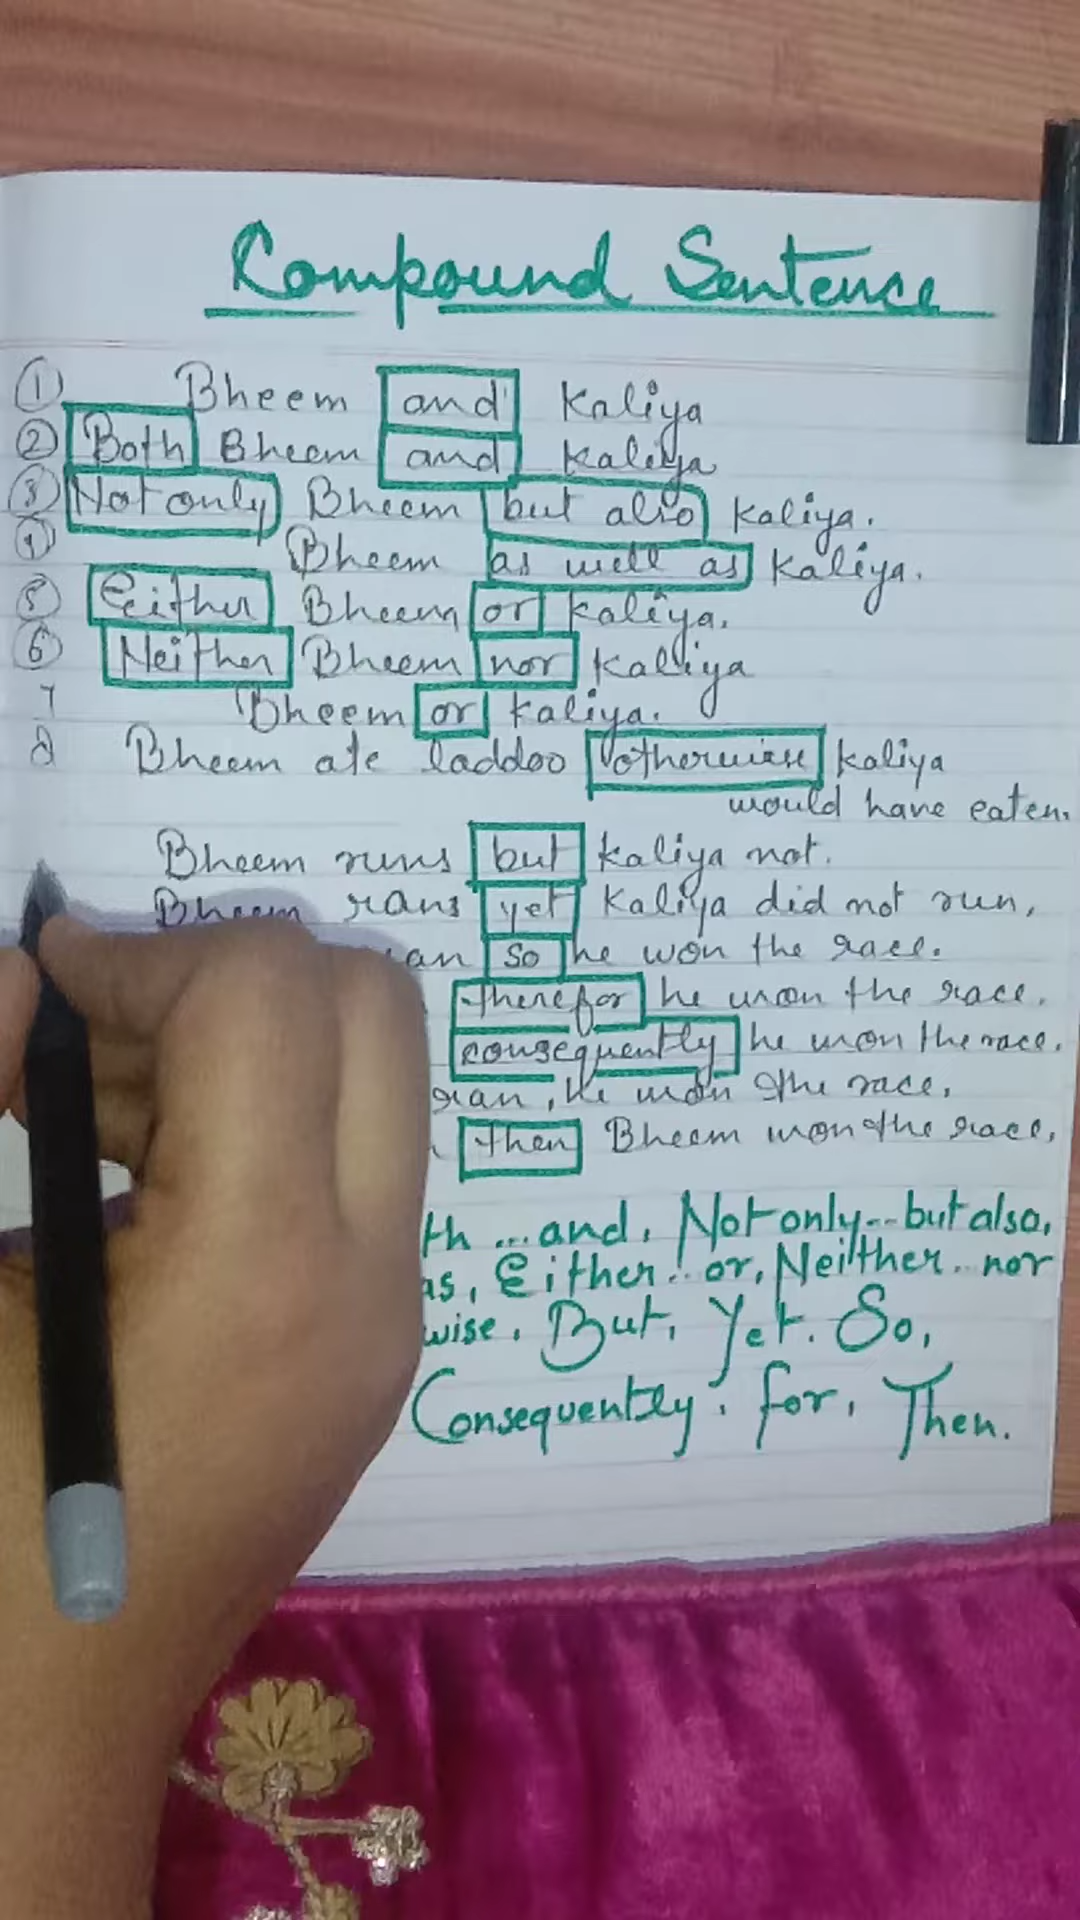 Compound Sentence
① Bheem and Kaliya
② Both Bheem and Kaliya
③ Not only Bheem but also Kaliya.
④ Bheem as well as Kaliya.
⑤ Either Bheem or Kaliya.
⑥ Neither Bheem nor Kaliya
7 Bheem or Kaliya.
8 Bheem ate laddoo otherwise Kaliya
would have eaten.
Bheem runs but Kaliya not.
Bheem rans yet Kaliya did not run,
an so he won the race.
therefor he won the race.
consequently he won the race.
ran, he won the race,
then Bheem won the race,
th ... and, Not only -- but also,
as, Either .. or, Neither .. nor
wise, But, Yet. So,
Consequently, for, Then.